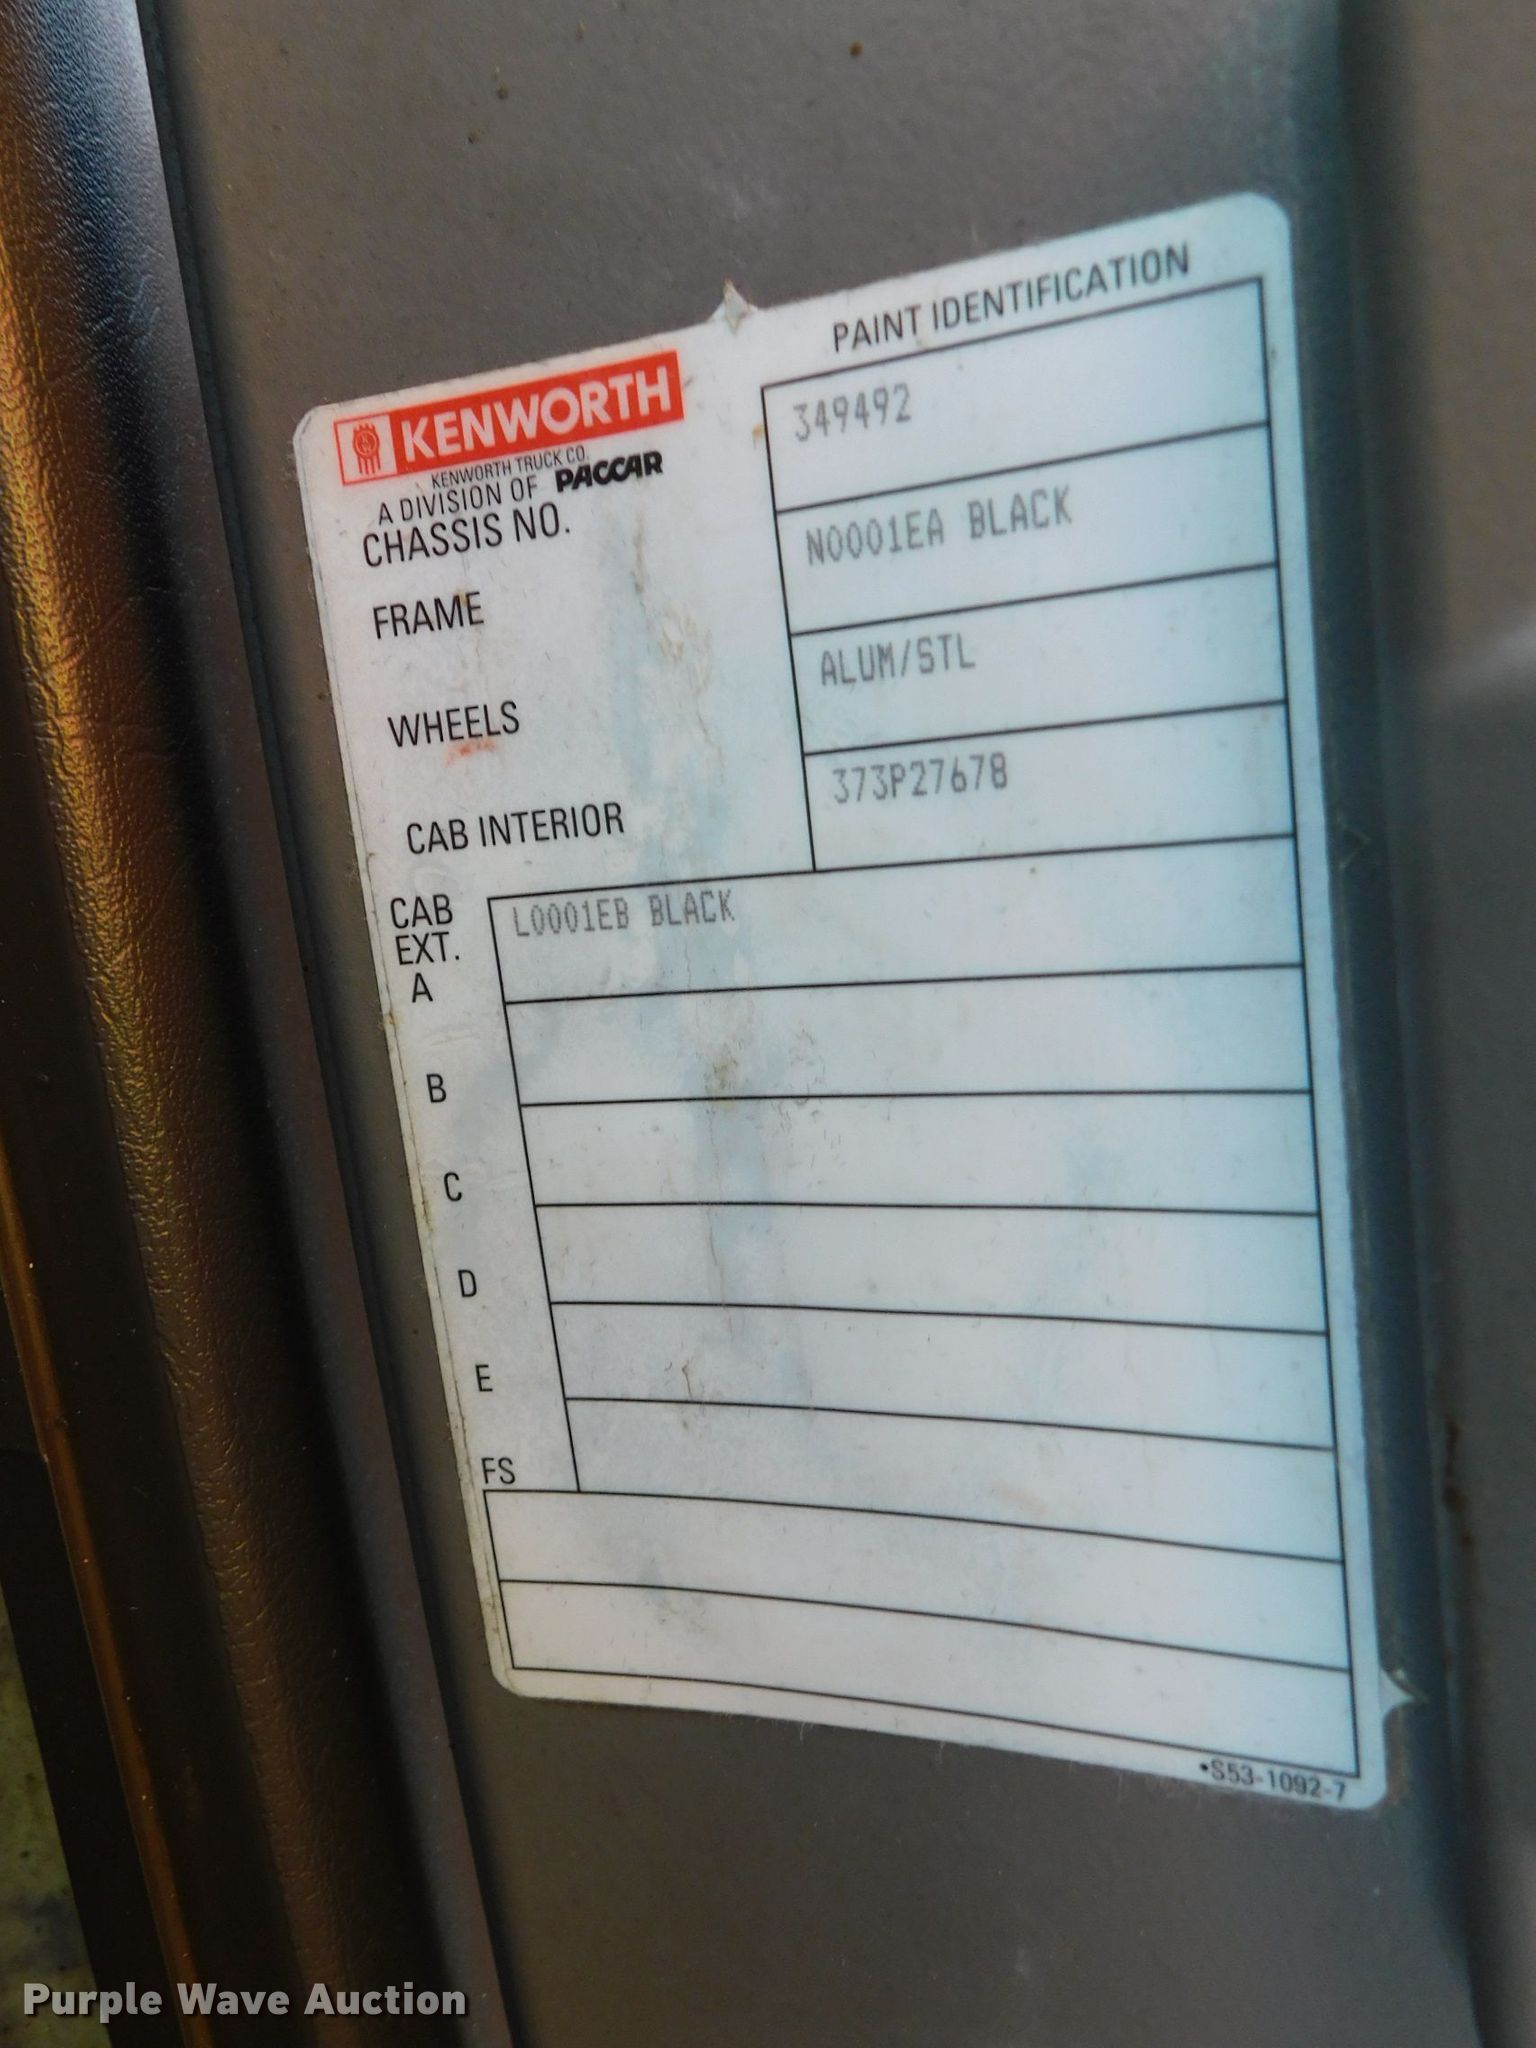 PAINT IDENTIFICATION
KENWORTH
KENWORTH TRUCK CO.
A DIVISION OF PACCAR
CHASSIS NO. 349492
FRAME N0001EA BLACK
WHEELS ALUM/STL
CAB INTERIOR 373P27678
CAB EXT.
A L0001EB BLACK
B
C
D
E
FS
•S53-1092-7
Purple Wave Auction